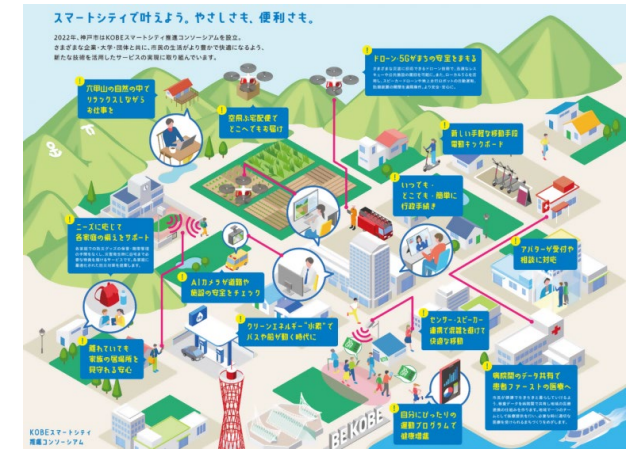 スマートシティで叶えよう。やさしさも、便利さも。
2022年、神戸市はKOBEスマートシティ推進コンソーシアムを設立。
さまざまな企業・大学・団体と共に、市民の生活がより豊かで快適になるよう、
新たな技術を活用したサービスの実現に取り組んでいます。
ドローン・5Gがまちの安全をまもる
六甲山の自然の中で
リラックスしながら
お仕事を
空飛ぶ宅配便で
どこへでもお届け
新しい手軽な移動手段
電動キックボード
いつでも・
どこでも・簡単に
行政手続き
ニーズに応じて
各家庭の備えをサポート
アバターが受付や
相談に対応
AIカメラが道路や
施設の安全をチェック
クリーンエネルギー“水素”で
バスや船が動く時代に
センサー・スピーカー
連携で混雑を避けて
快適な移動
離れていても
家族の居場所を
見守れる安心
病院間のデータ共有で
患者ファーストの医療へ
自分にぴったりの
運動プログラムで
健康増進
BE KOBE
KOBEスマートシティ
推進コンソーシアム